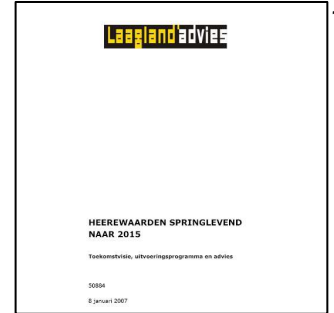 Laagland'advies
HEEREWAARDEN SPRINGLEVEND
NAAR 2015
Toekomstvisie, uitvoeringsprogramma en advies
50884
8 januari 2007